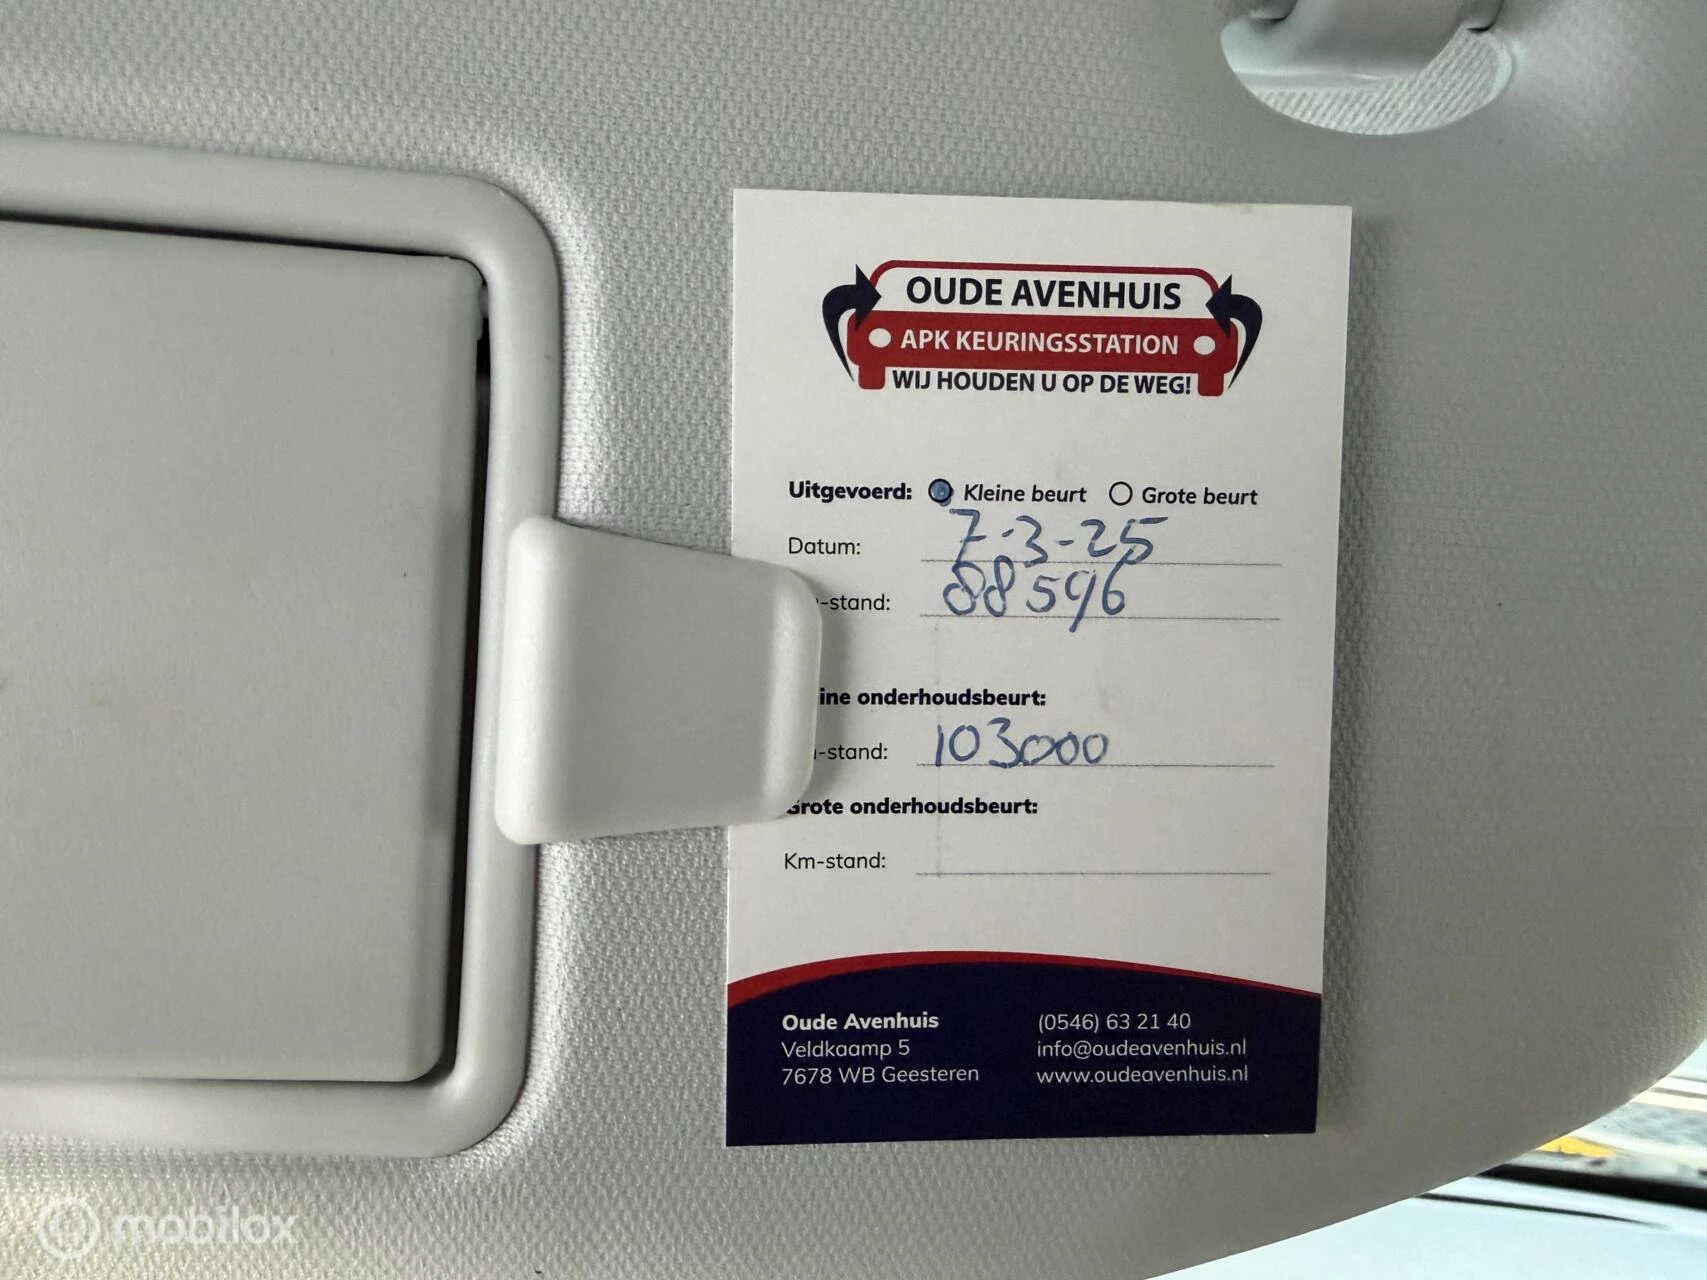 OUDE AVENHUIS
APK KEURINGSSTATION
WIJ HOUDEN U OP DE WEG!
Uitgevoerd: Kleine beurt Grote beurt
Datum: 7-3-25
-stand: 88596
ine onderhoudsbeurt:
-stand: 103000
Grote onderhoudsbeurt:
Km-stand:
Oude Avenhuis
Veldkaamp 5
7678 WB Geesteren
(0546) 63 21 40
info@oudeavenhuis.nl
www.oudeavenhuis.nl
mobilox